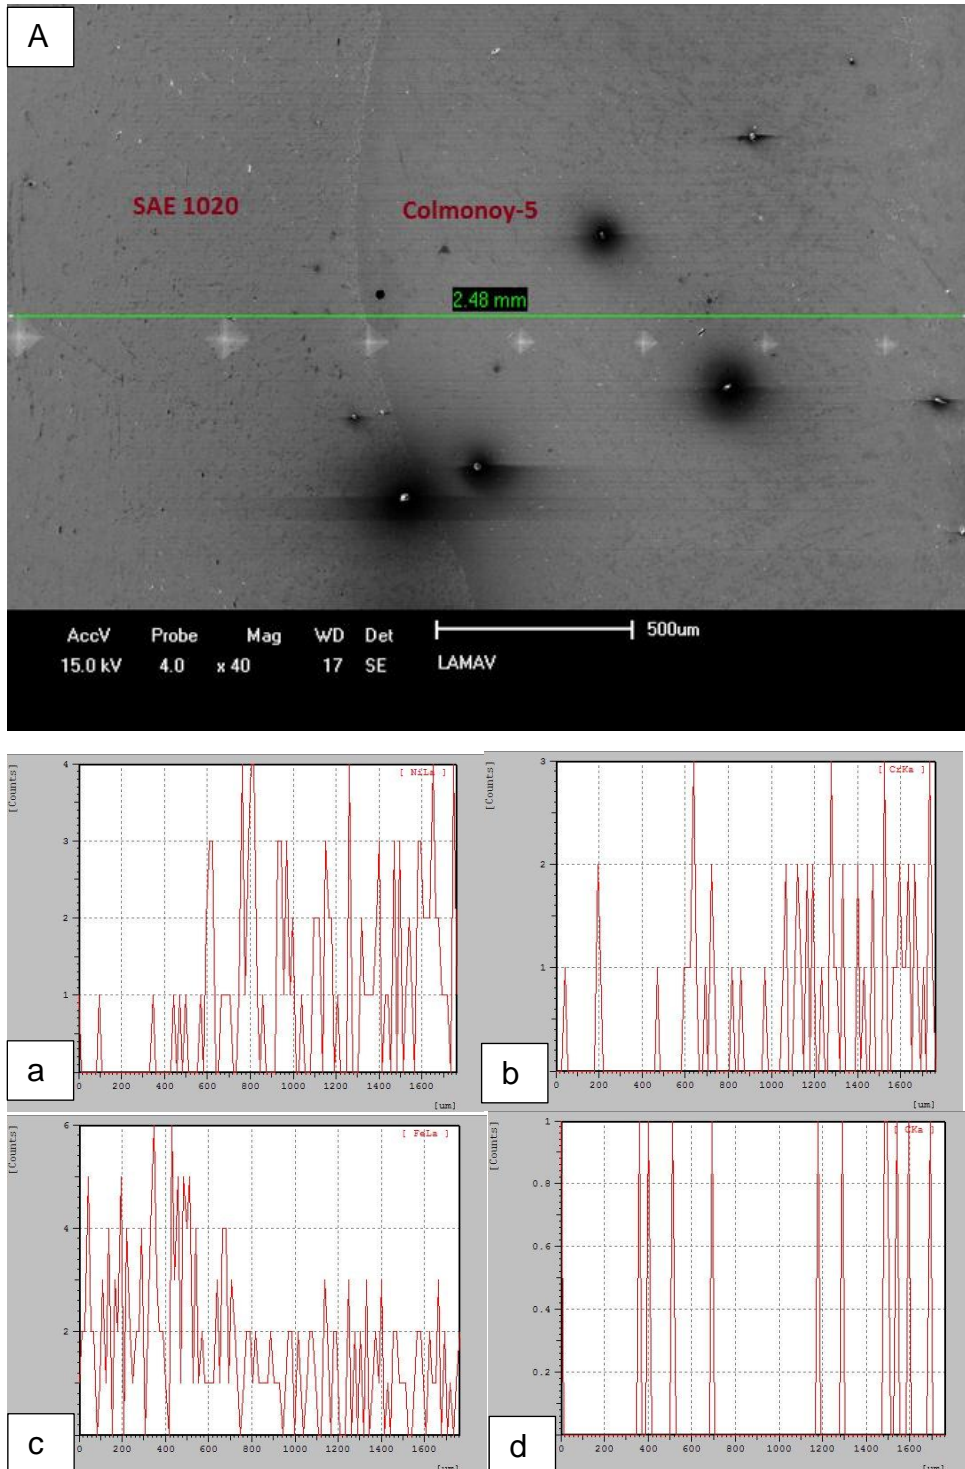 A
SAE 1020
Colmonoy-5
2.48 mm
AccV Probe Mag WD Det
15.0 kV 4.0 x 40 17 SE
500um
LAMAV
[Counts]
4
3
2
1
[ NiLa ]
200 400 600 800 1000 1200 1400 1600
[um]
a
[Counts]
3
2
1
[ CrKa ]
0 200 400 600 800 1000 1200 1400 1600
[um]
b
[Counts]
6
4
2
[ FeLa ]
0 200 400 600 800 1000 1200 1400 1600
[um]
c
[Counts]
1
0.8
0.6
0.4
0.2
[ CKa ]
0 200 400 600 800 1000 1200 1400 1600
[um]
d